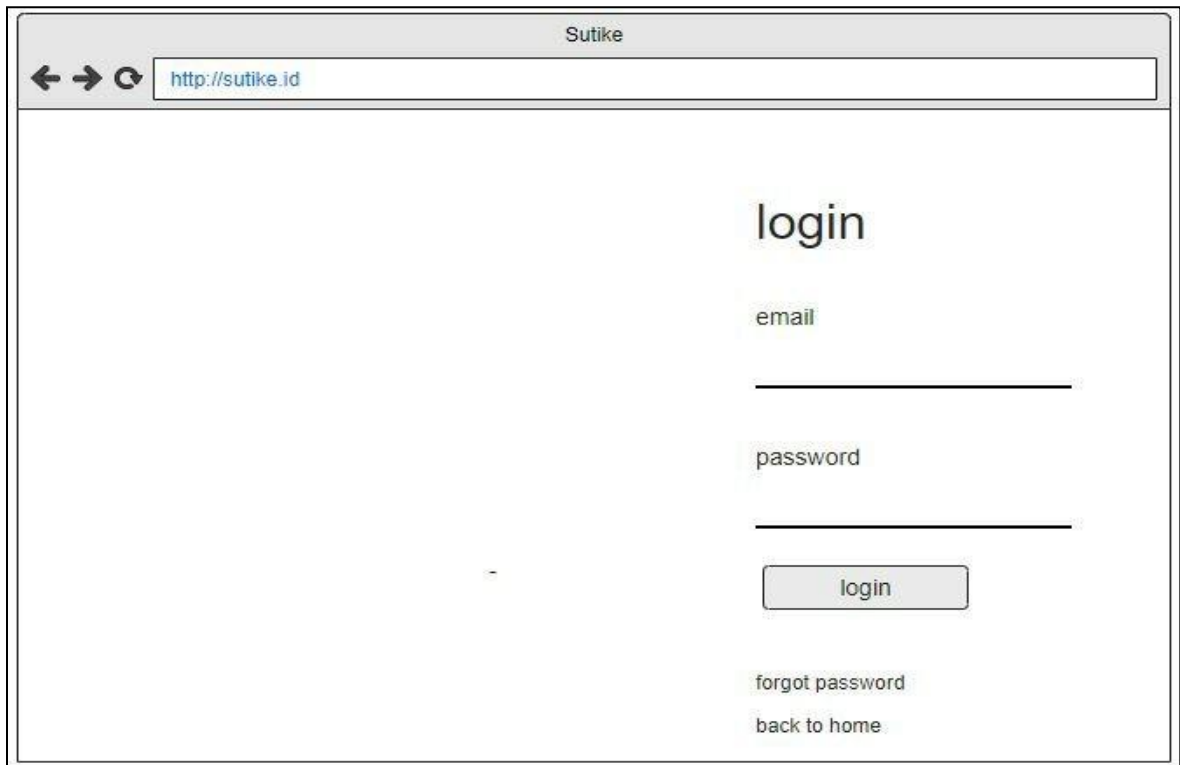 Sutike
http://sutike.id
login
email
password
-
login
forgot password
back to home